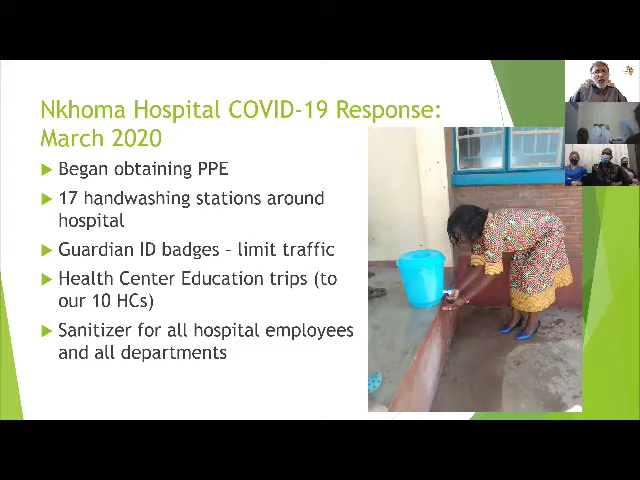 Nkhoma Hospital COVID-19 Response:
March 2020
Began obtaining PPE
17 handwashing stations around
hospital
Guardian ID badges – limit traffic
Health Center Education trips (to
our 10 HCs)
Sanitizer for all hospital employees
and all departments